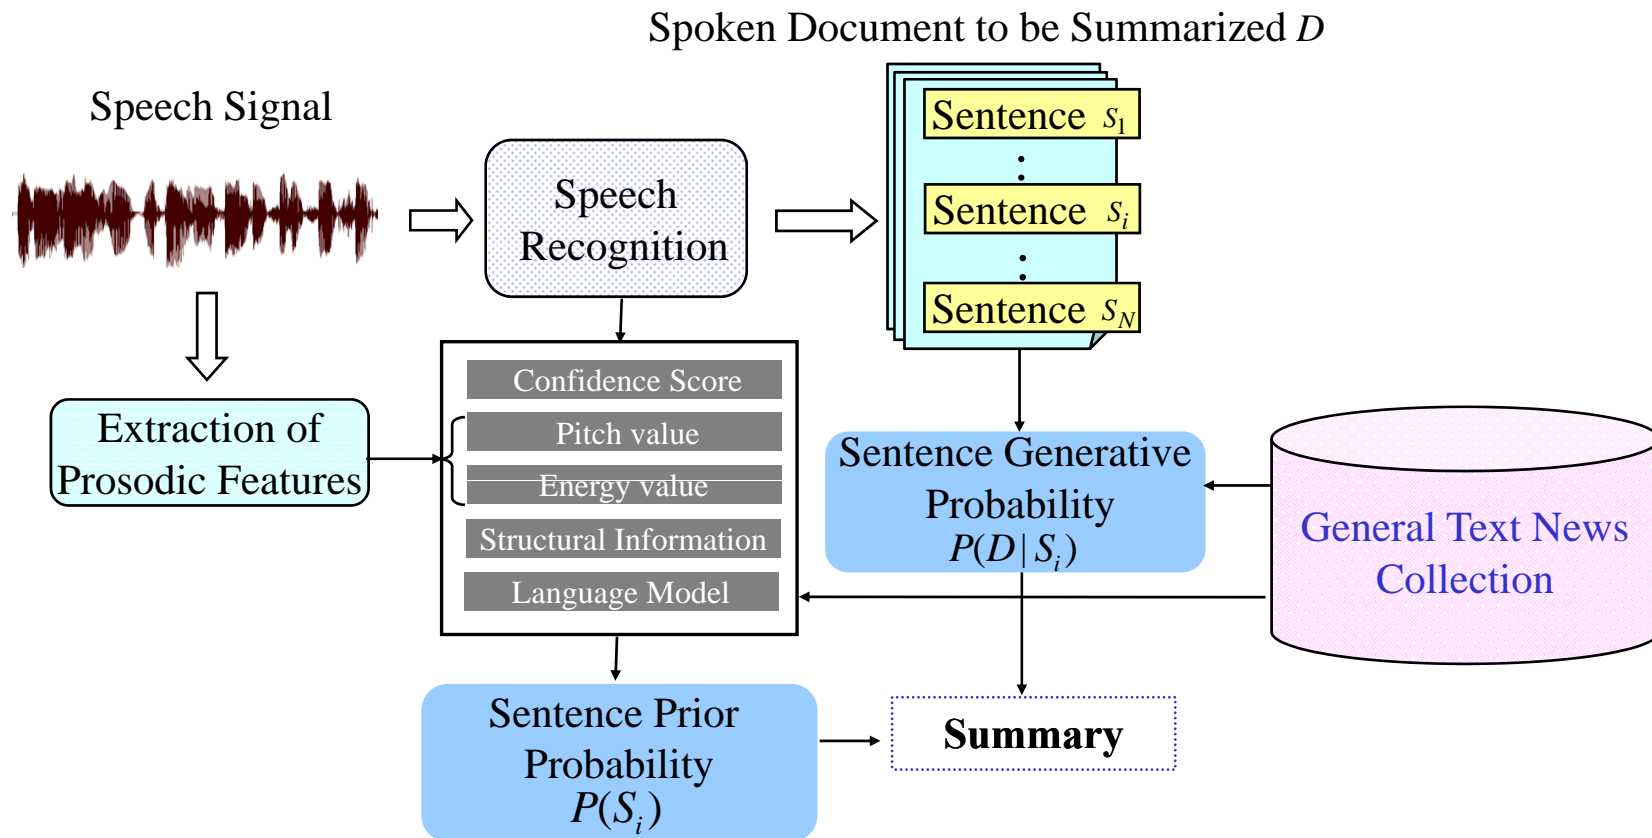 Spoken Document to be Summarized D
Speech Signal
Sentence S₁
Speech
Recognition
Sentence Sᵢ
Sentence S_N
Confidence Score
Extraction of
Prosodic Features
Pitch value
Energy value
Structural Information
Language Model
Sentence Generative
Probability
P(D | Sᵢ)
General Text News
Collection
Sentence Prior
Probability
P(Sᵢ)
Summary